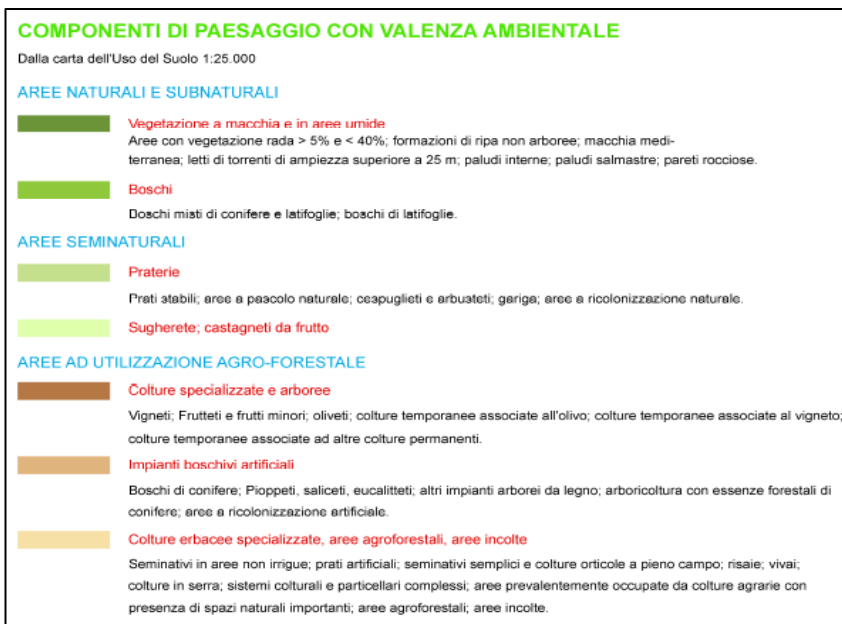 COMPONENTI DI PAESAGGIO CON VALENZA AMBIENTALE
Dalla carta dell'Uso del Suolo 1:25.000
AREE NATURALI E SUBNATURALI
Vegetazione a macchia e in aree umide
Aree con vegetazione rada > 5% e < 40%; formazioni di ripa non arboree; macchia medi-
terranea; letti di torrenti di ampiezza superiore a 25 m; paludi interne; paludi salmastre; pareti rocciose.
Boschi
Boschi misti di conifere e latifoglie; boschi di latifoglie.
AREE SEMINATURALI
Praterie
Prati stabili; aree a pascolo naturale; cespuglieti e arbusteti; gariga; aree a ricolonizzazione naturale.
Sugherete; castagneti da frutto
AREE AD UTILIZZAZIONE AGRO-FORESTALE
Colture specializzate e arboree
Vigneti; Frutteti e frutti minori; oliveti; colture temporanee associate all'olivo; colture temporanee associate al vigneto;
colture temporanee associate ad altre colture permanenti.
Impianti boschivi artificiali
Boschi di conifere; Pioppeti, saliceti, eucalitteti; altri impianti arborei da legno; arboricoltura con essenze forestali di
conifere; aree a ricolonizzazione artificiale.
Colture erbacee specializzate, aree agroforestali, aree incolte
Seminativi in aree non irrigue; prati artificiali; seminativi semplici e colture orticole a pieno campo; risaie; vivai;
colture in serra; sistemi colturali e particellari complessi; aree prevalentemente occupate da colture agrarie con
presenza di spazi naturali importanti; aree agroforestali; aree incolte.